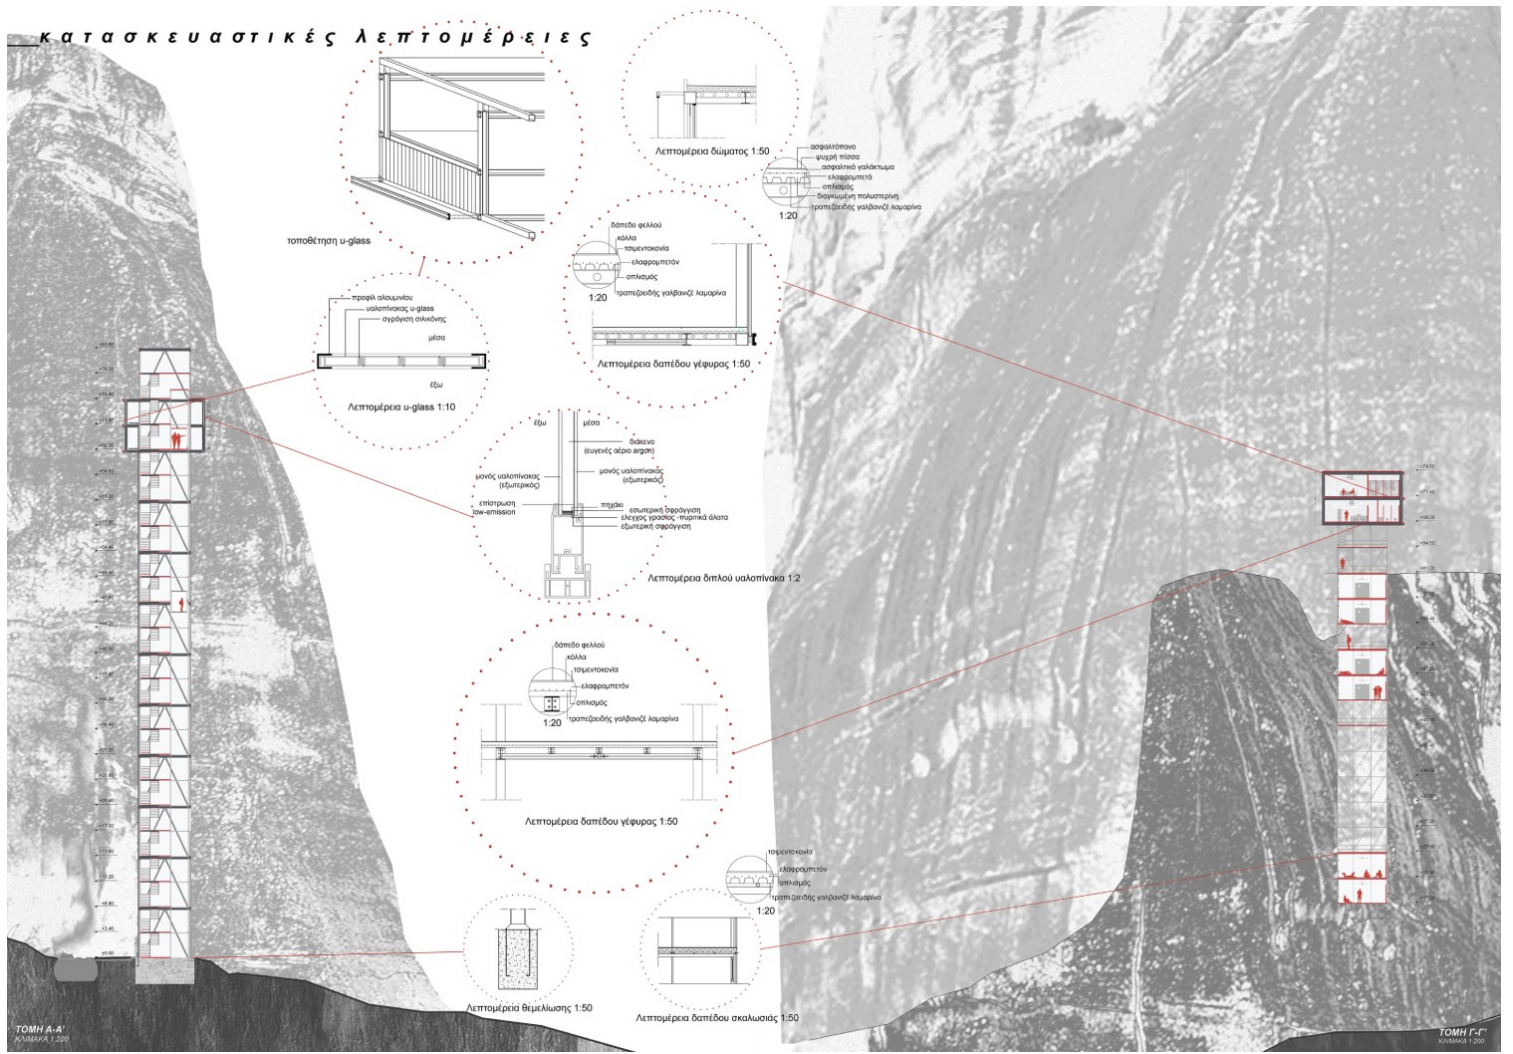 κατασκευαστικές λεπτομέρειες
τοποθέτηση u-glass
προφίλ αλουμινίου
υαλοπίνακας u-glass
σγράγιση σιλικόνης
μέσα
έξω
Λεπτομέρεια u-glass 1:10
Λεπτομέρεια δώματος 1:50
ασφαλτόπανο
ψυχρή πίσσα
ασφαλτικό γαλάκτωμα
ελαφρομπετό
οπλισμός
διογκωμένη πολυστερίνη
τραπεζοειδής γαλβανιζέ λαμαρίνα
1:20
δάπεδο φελλού
κόλλα
τσιμεντοκονία
ελαφρομπετόν
οπλισμός
τραπεζοειδής γαλβανιζέ λαμαρίνα
1:20
Λεπτομέρεια δαπέδου γέφυρας 1:50
έξω
μέσα
διάκενο
(ευγενές αέριο argon)
μονός υαλοπίνακας
(εξωτερικός)
μονός υαλοπίνακας
(εξωτερικός)
επίστρωση
low-emission
πηχάκι
εσωτερική σφράγγιση
ελεγχος γρασίας -πυριτικά άλατα
εξωτερική σφράγγιση
Λεπτομέρεια διπλού υαλοπίνακα 1:2
δάπεδο φελλού
κόλλα
τσιμεντοκονία
ελαφρομπετόν
οπλισμός
τραπεζοειδής γαλβανιζέ λαμαρίνα
1:20
Λεπτομέρεια δαπέδου γέφυρας 1:50
τσιμεντοκονία
ελαφρομπετόν
οπλισμός
τραπεζοειδής γαλβανιζέ λαμαρίνα
1:20
Λεπτομέρεια θεμελίωσης 1:50
Λεπτομέρεια δαπέδου σκαλωσιάς 1:50
ΤΟΜΗ Α-Α'
ΚΛΙΜΑΚΑ 1:200
ΤΟΜΗ Γ-Γ'
ΚΛΙΜΑΚΑ 1:200